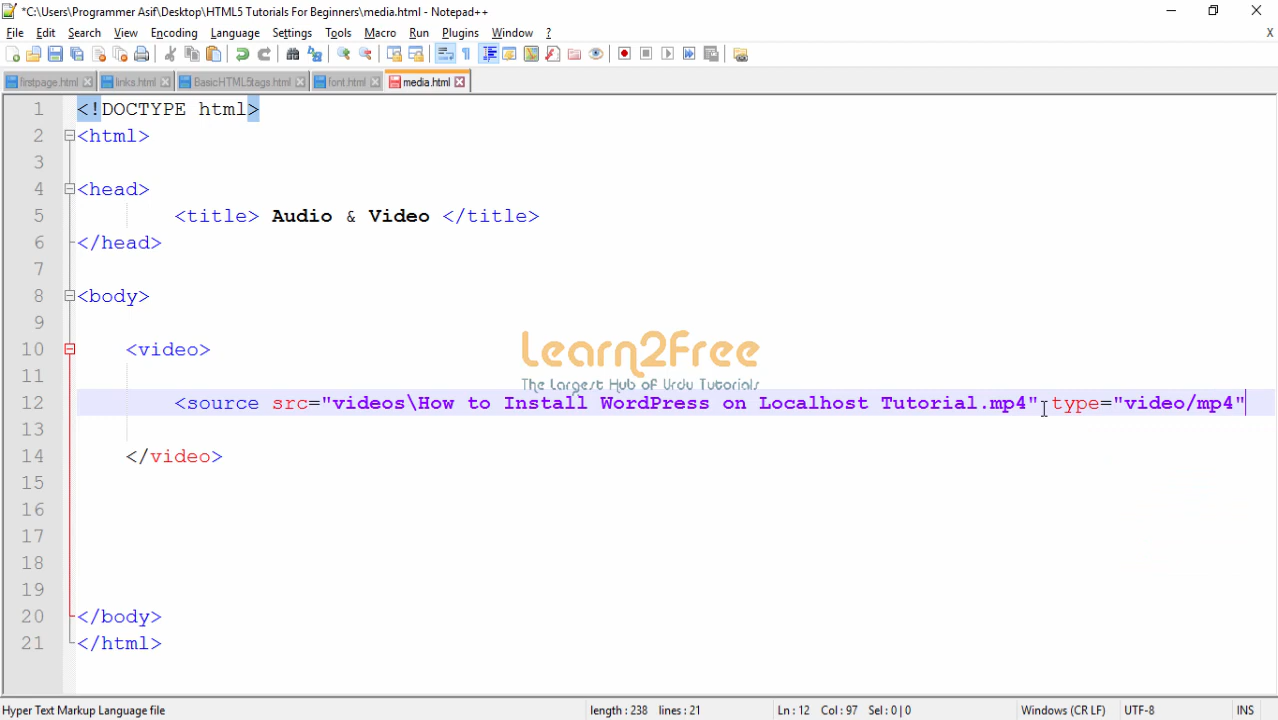 *C:\Users\Programmer Asif\Desktop\HTML5 Tutorials For Beginners\media.html - Notepad++
File Edit Search View Encoding Language Settings Tools Macro Run Plugins Window ? X
firstpage.html links.html BasicHTML5tags.html font.html media.html
1 <!DOCTYPE html>
2 <html>
3
4 <head>
5 <title> Audio & Video </title>
6 </head>
7
8 <body>
9
10 <video>
Learn2Free
11
The Largest Hub of Urdu Tutorials
12 <source src="videos\How to Install WordPress on Localhost Tutorial.mp4" type="video/mp4"
13
14 </video>
15
16
17
18
19
20 </body>
21 </html>
Hyper Text Markup Language file length : 238 lines : 21 Ln : 12 Col : 97 Sel : 0 | 0 Windows (CR LF) UTF-8 INS